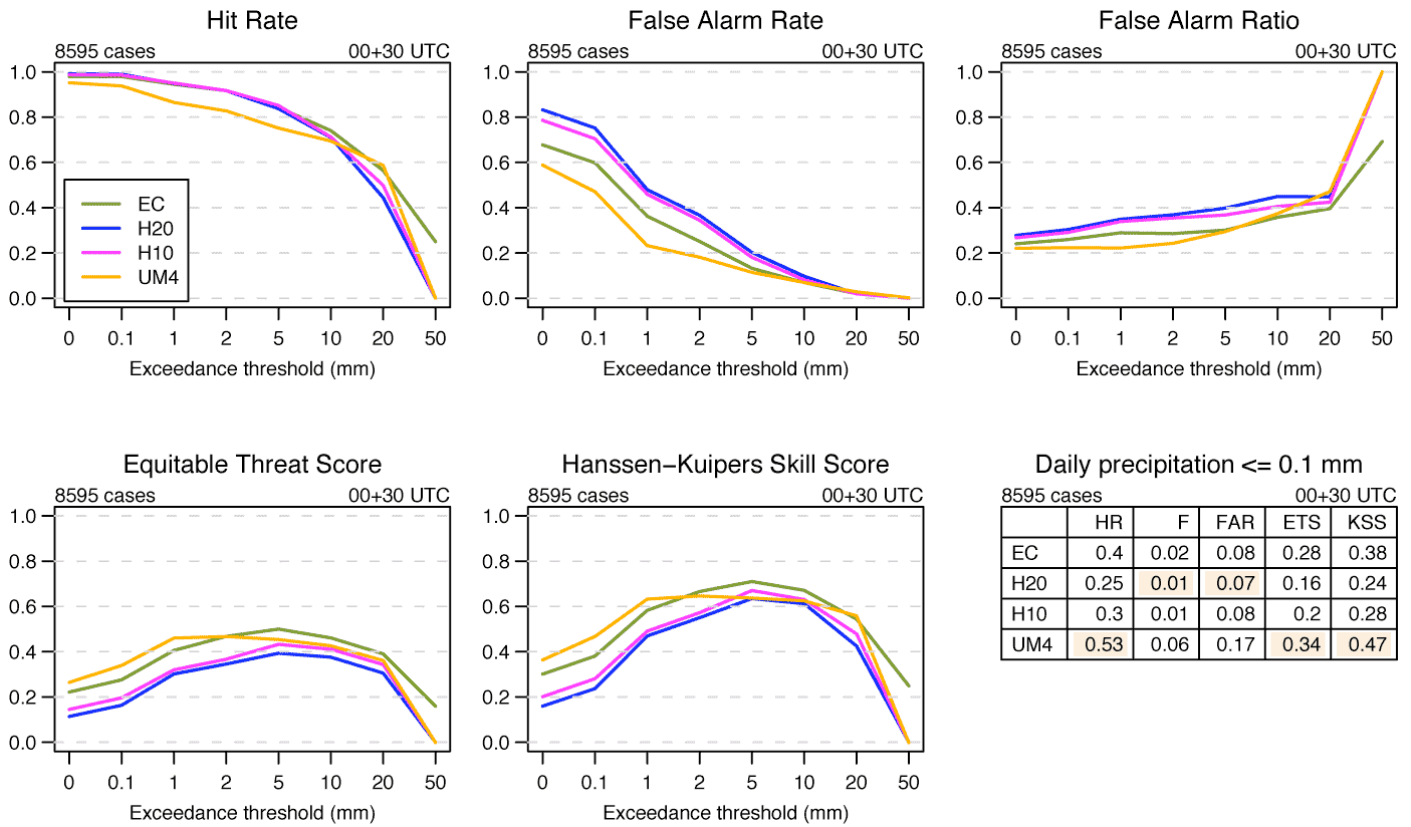 Hit Rate
8595 cases 00+30 UTC
1.0
0.8
0.6
0.4
0.2
0.0
EC
H20
H10
UM4
0 0.1 1 2 5 10 20 50
Exceedance threshold (mm)
False Alarm Rate
8595 cases 00+30 UTC
1.0
0.8
0.6
0.4
0.2
0.0
0 0.1 1 2 5 10 20 50
Exceedance threshold (mm)
False Alarm Ratio
8595 cases 00+30 UTC
1.0
0.8
0.6
0.4
0.2
0.0
0 0.1 1 2 5 10 20 50
Exceedance threshold (mm)
Equitable Threat Score
8595 cases 00+30 UTC
1.0
0.8
0.6
0.4
0.2
0.0
0 0.1 1 2 5 10 20 50
Exceedance threshold (mm)
Hanssen−Kuipers Skill Score
8595 cases 00+30 UTC
1.0
0.8
0.6
0.4
0.2
0.0
0 0.1 1 2 5 10 20 50
Exceedance threshold (mm)
Daily precipitation <= 0.1 mm
8595 cases 00+30 UTC
HR F FAR ETS KSS
EC 0.4 0.02 0.08 0.28 0.38
H20 0.25 0.01 0.07 0.16 0.24
H10 0.3 0.01 0.08 0.2 0.28
UM4 0.53 0.06 0.17 0.34 0.47